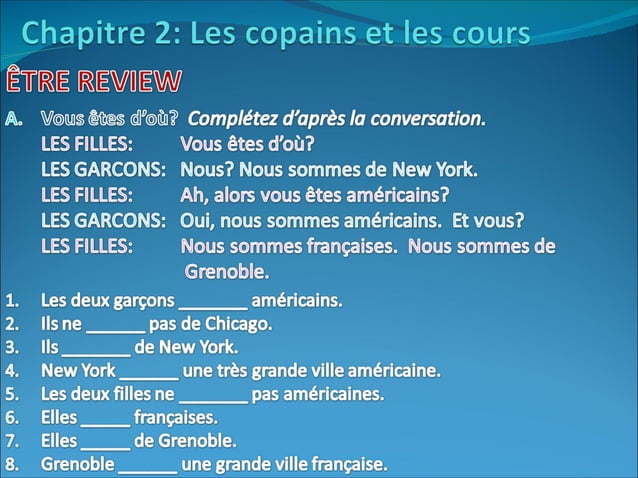 Chapitre 2: Les copains et les cours
ÊTRE REVIEW
A. Vous êtes d'où? Complétez d'après la conversation.
LES FILLES: Vous êtes d'où?
LES GARCONS: Nous? Nous sommes de New York.
LES FILLES: Ah, alors vous êtes américains?
LES GARCONS: Oui, nous sommes américains. Et vous?
LES FILLES: Nous sommes françaises. Nous sommes de
Grenoble.
1. Les deux garçons _______ américains.
2. Ils ne ______ pas de Chicago.
3. Ils _______ de New York.
4. New York ______ une très grande ville américaine.
5. Les deux filles ne _______ pas américaines.
6. Elles _____ françaises.
7. Elles _____ de Grenoble.
8. Grenoble ______ une grande ville française.